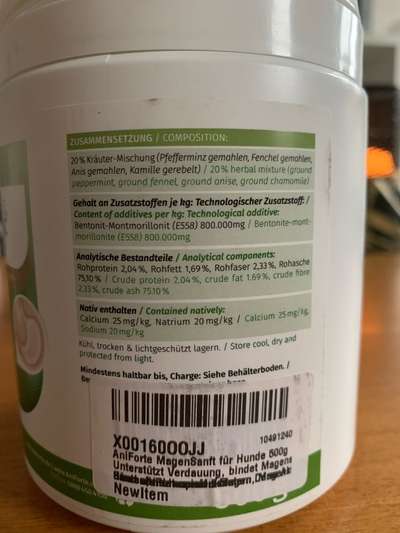 ZUSAMMENSETZUNG / COMPOSITION:
20% Kräuter-Mischung (Pfefferminz gemahlen, Fenchel gemahlen,
Anis gemahlen, Kamille gerebelt) / 20% herbal mixture (ground
peppermint, ground fennel, ground anise, ground chamomile)
Gehalt an Zusatzstoffen je kg: Technologischer Zusatzstoff: /
Content of additives per kg: Technological additive:
Bentonit-Montmorillonit (E558) 800.000mg / Bentonite-mont-
morillonite (E558) 800.000mg
Analytische Bestandteile / Analytical components:
Rohprotein 2,04%, Rohfett 1,69%, Rohfaser 2,33%, Rohasche
75,10% / Crude protein 2.04%, crude fat 1.69%, crude fibre
2.33%, crude ash 75.10%
Nativ enthalten / Contained natively:
Calcium 25mg/kg, Natrium 20mg/kg / Calcium 25mg/kg,
Sodium 20mg/kg
Kühl, trocken & lichtgeschützt lagern. / Store cool, dry and
protected from light.
Mindestens haltbar bis, Charge: Siehe Behälterboden. /
X0016OOOJJ
10491240
AniForte MagenSanft für Hunde 500g
Unterstützt Verdauung, bindet Magens
NewItem